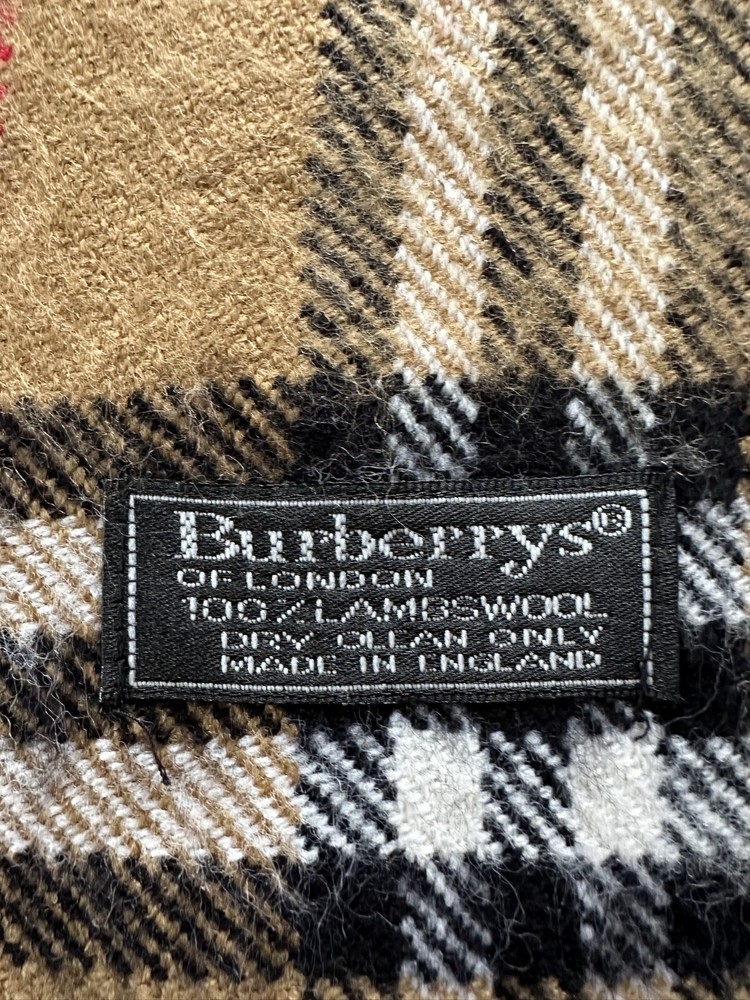 Burberrys®
OF LONDON
100%LAMBSWOOL
DRY CLEAN ONLY
MADE IN ENGLAND